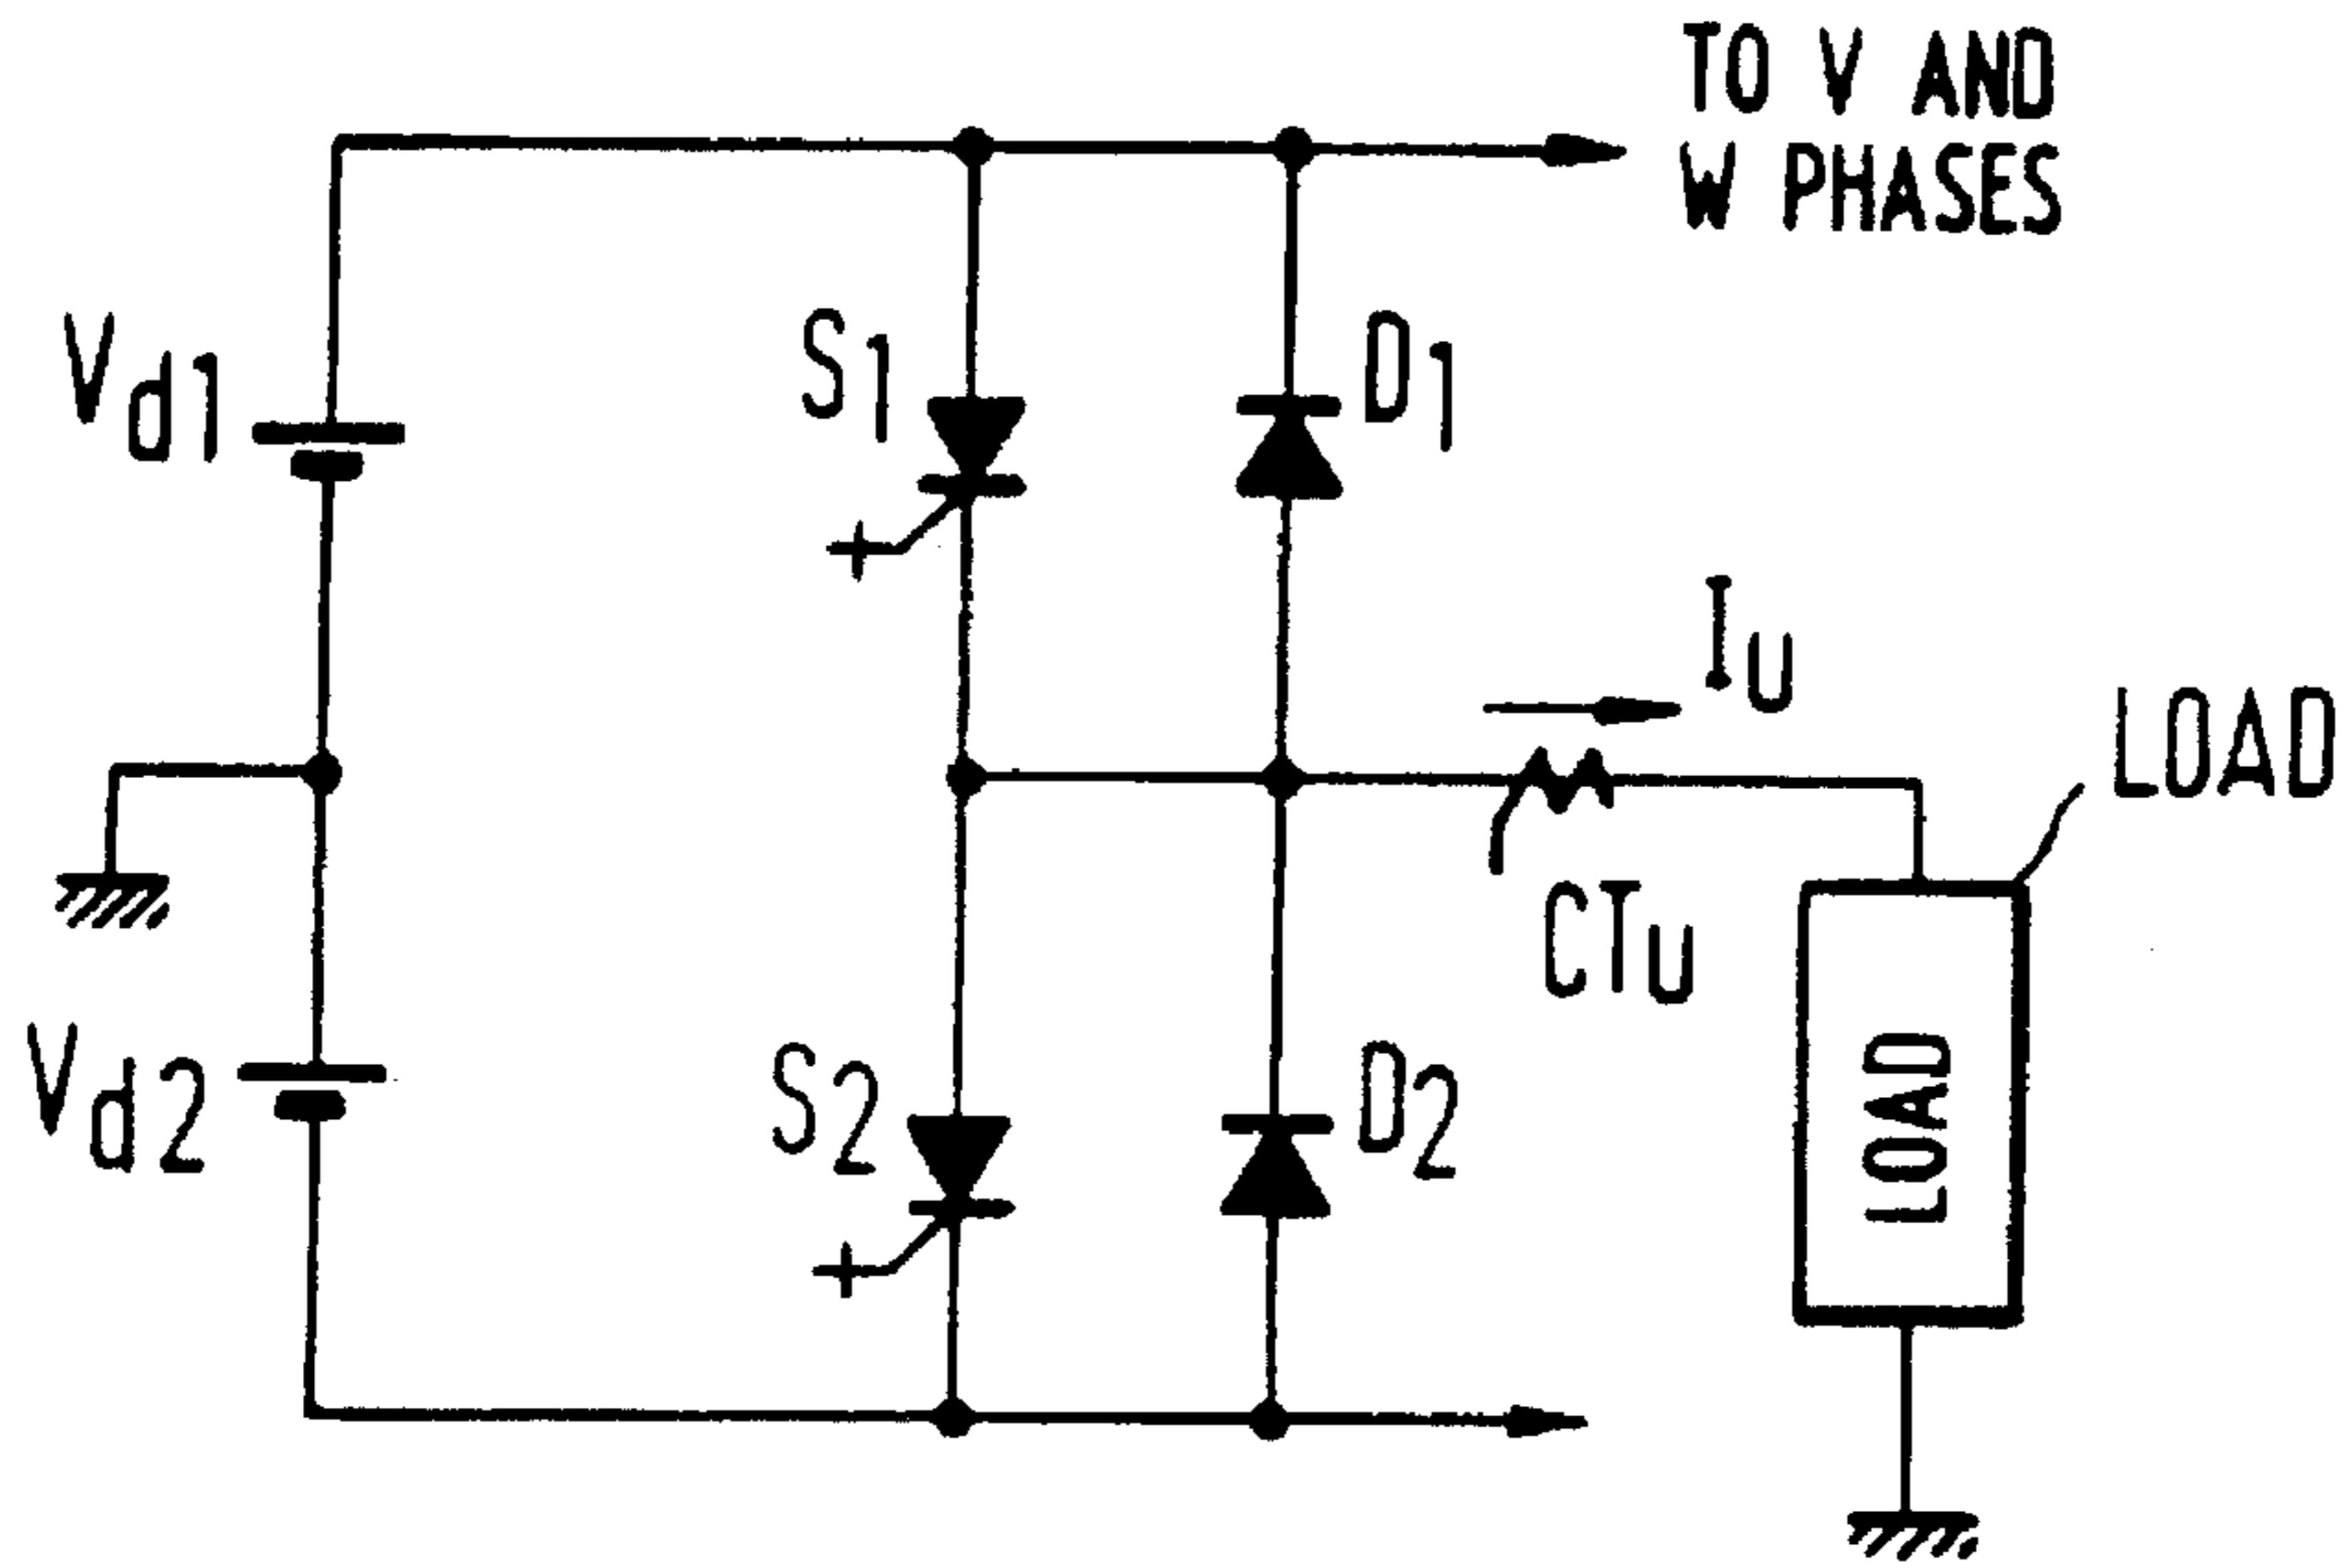 TO V AND
W PHASES
Vd1
S1
D1
IU
LOAD
CTU
Vd2
S2
D2
LOAD